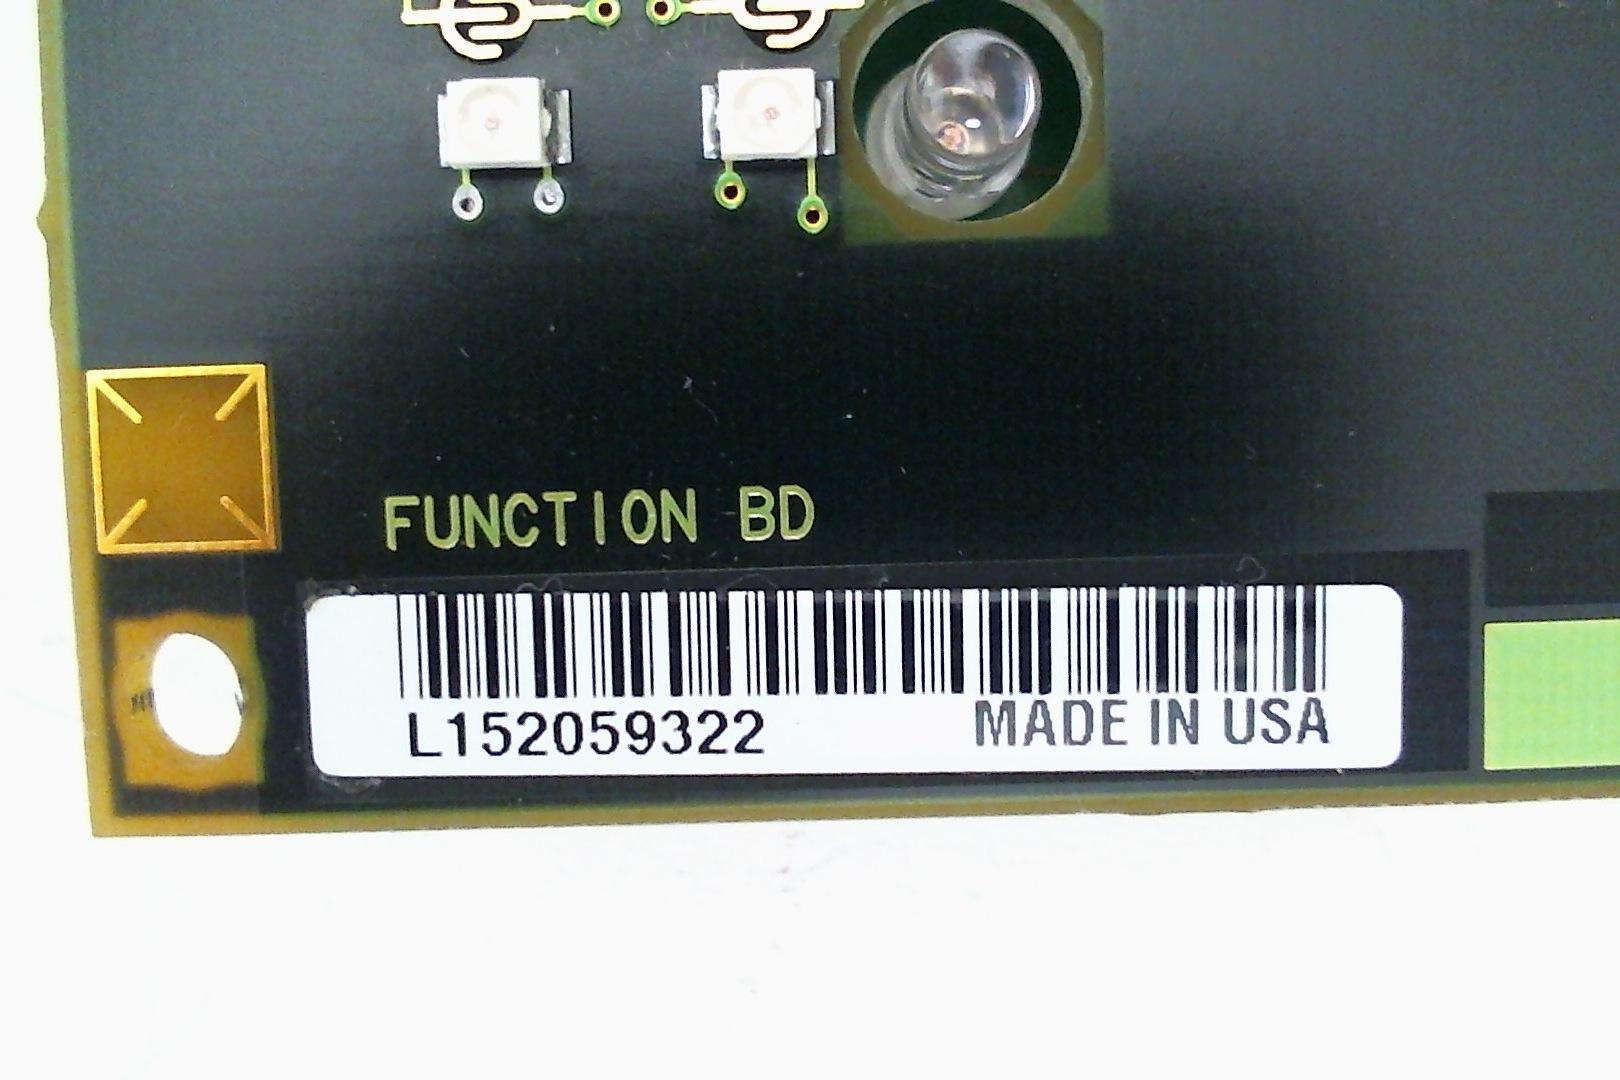 FUNCTION BD
L152059322 MADE IN USA